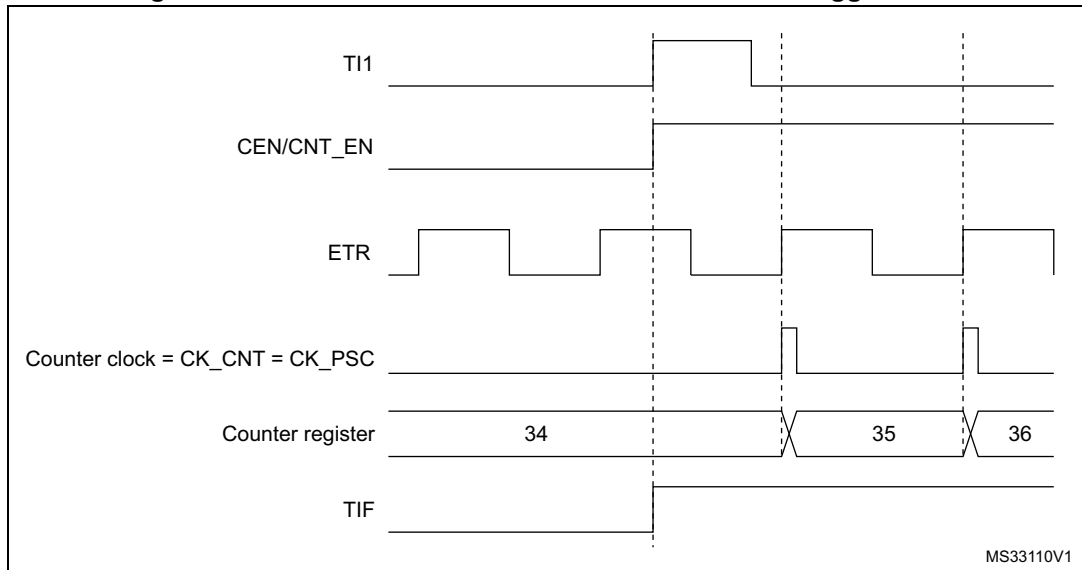 TI1
CEN/CNT_EN
ETR
Counter clock = CK_CNT = CK_PSC
Counter register
34
35
36
TIF
MS33110V1